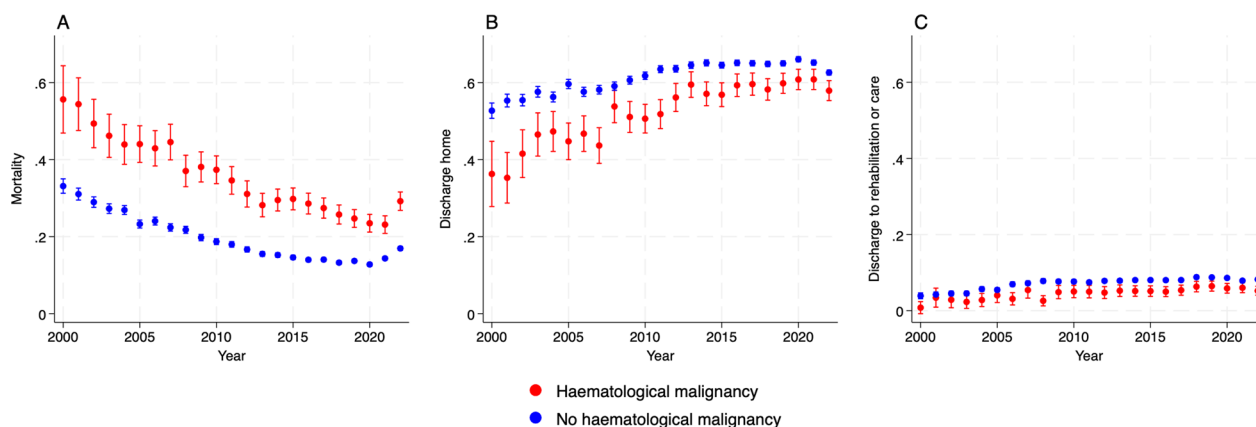 A
B
C
Mortality
.6
.4
.2
0
2000 2005 2010 2015 2020
Year
Discharge home
.6
.4
.2
0
2000 2005 2010 2015 2020
Year
Discharge to rehabilitation or care
.6
.4
.2
0
2000 2005 2010 2015 2020
Year
Haematological malignancy
No haematological malignancy